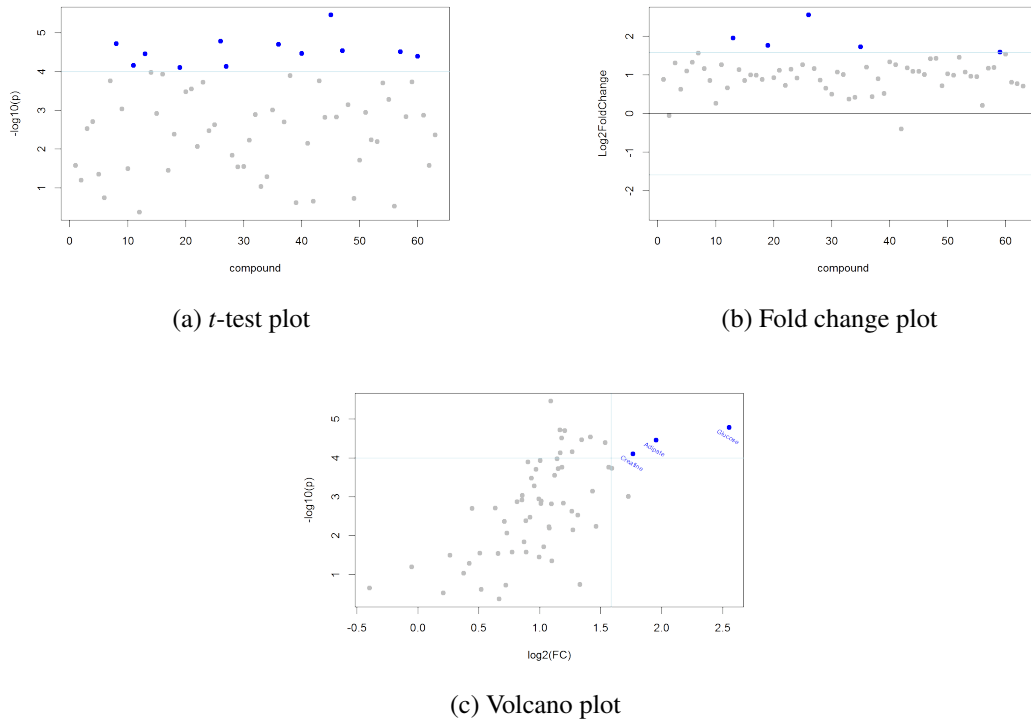 -log10(p)
5
4
3
2
1
0 10 20 30 40 50 60
compound
(a) t-test plot
Log2FoldChange
2
1
0
-1
-2
0 10 20 30 40 50 60
compound
(b) Fold change plot
-log10(p)
5
4
3
2
1
Glucose
Adipate
Creatine
-0.5 0.0 0.5 1.0 1.5 2.0 2.5
log2(FC)
(c) Volcano plot